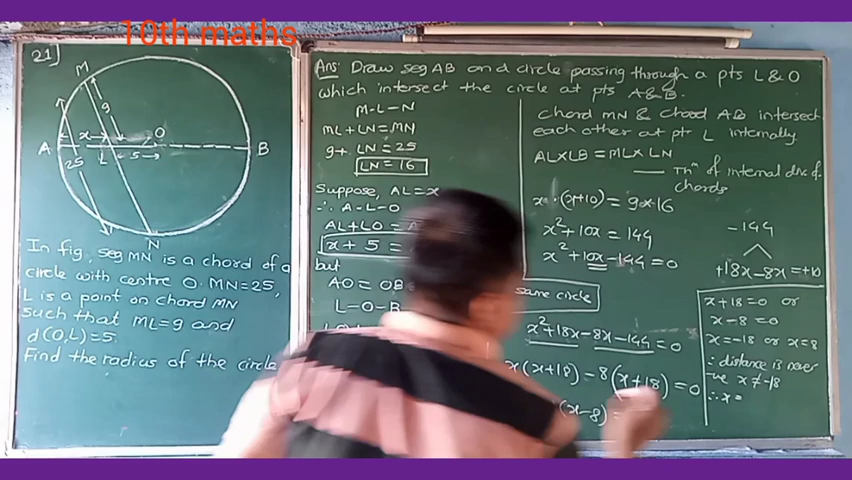 10th maths
21]
M
9
x
O
A
L
5
B
25
N
In fig, seg MN is a chord of a
circle with centre O. MN=25,
L is a point on chord MN
such that ML=9 and
d(O,L)=5.
Find the radius of the circle
Ans: Draw seg AB and circle passing through a pts L & O
which intersect the circle at pts A & B.
M-L-N
ML+LN=MN
9+ LN=25
LN=16
Suppose, AL=x
∴ A-L-O
AL+LO=
x+5=
but
AO=OB
L-O-B
same circle
chord MN & chord AB intersect
each other at pt L internally.
AL×LB=ML×LN
— Thm of internal div. of
chords
x·(x+10)=9×16
x²+10x=144
x²+10x-144=0
-144
+18x-8x=+10
x²+18x-8x-144=0
x(x+18)-8(x+18)=0
(x-8)=
x+18=0 or
x-8=0
x=-18 or x=8
∴ distance is never
-ve x≠-18
∴x=